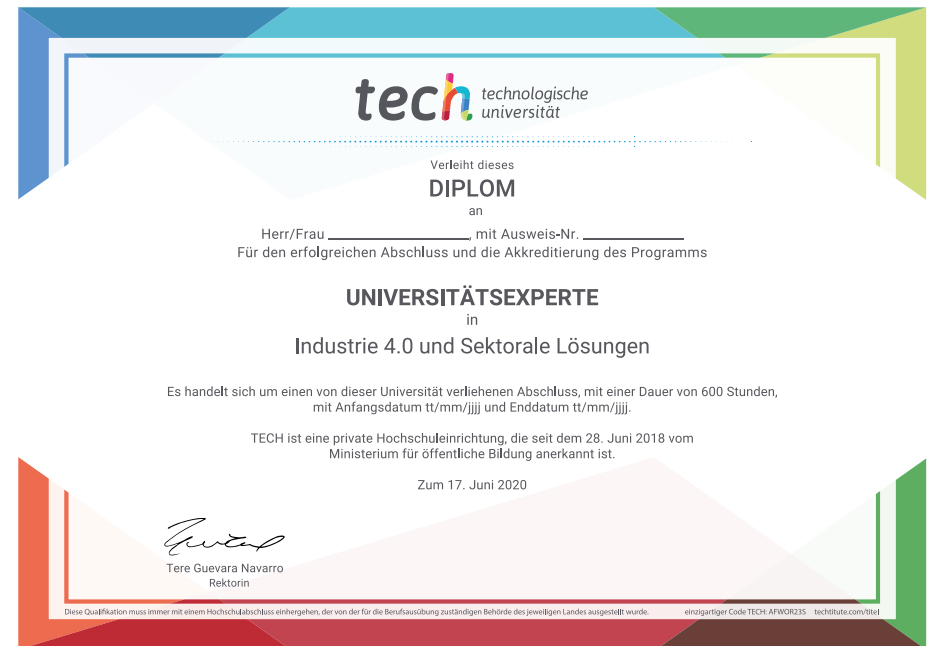 tech technologische
universität
Verleiht dieses
DIPLOM
an
Herr/Frau ____________________, mit Ausweis-Nr. ______________
Für den erfolgreichen Abschluss und die Akkreditierung des Programms
UNIVERSITÄTSEXPERTE
in
Industrie 4.0 und Sektorale Lösungen
Es handelt sich um einen von dieser Universität verliehenen Abschluss, mit einer Dauer von 600 Stunden,
mit Anfangsdatum tt/mm/jjjj und Enddatum tt/mm/jjjj.
TECH ist eine private Hochschuleinrichtung, die seit dem 28. Juni 2018 vom
Ministerium für öffentliche Bildung anerkannt ist.
Zum 17. Juni 2020
Tere Guevara Navarro
Rektorin
Diese Qualifikation muss immer mit einem Hochschulabschluss einhergehen, der von der für die Berufsausübung zuständigen Behörde des jeweiligen Landes ausgestellt wurde. einzigartiger Code TECH: AFWOR23S techtitute.com/titel